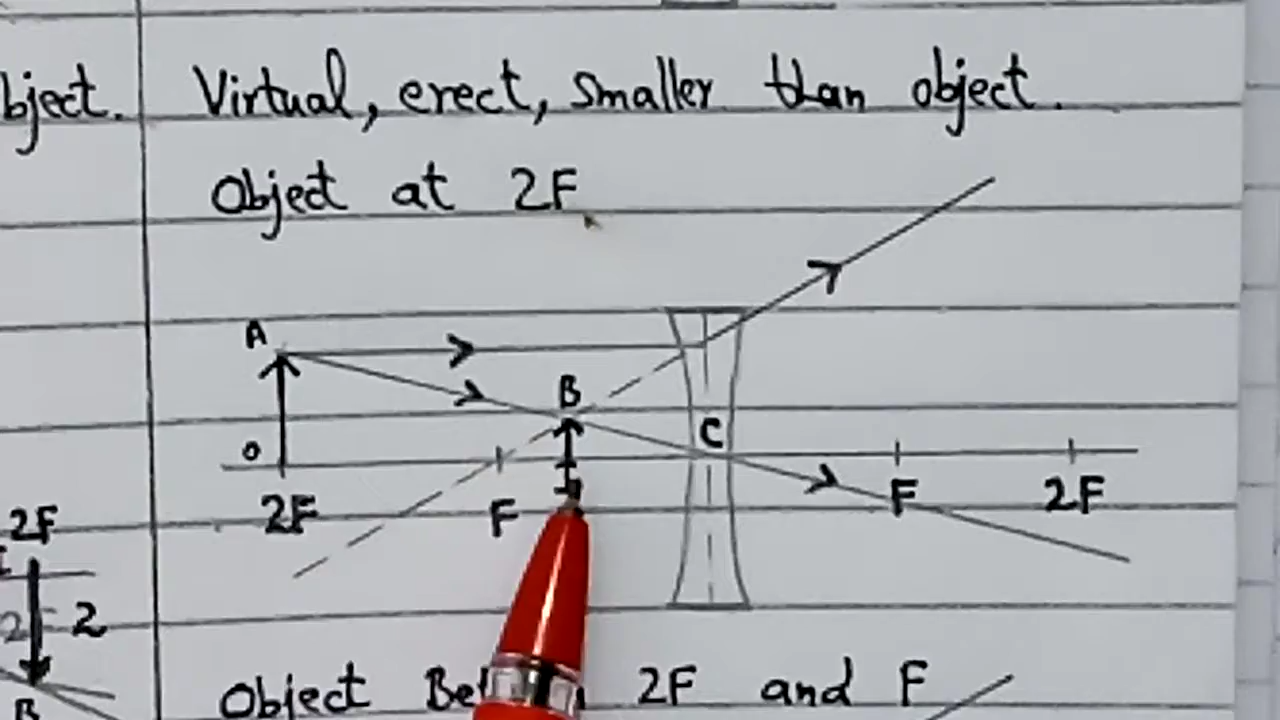 bject. Virtual, erect, smaller than object.
Object at 2F
A
B
O
C
2F F F 2F
2F
2
B
Object 2F and F